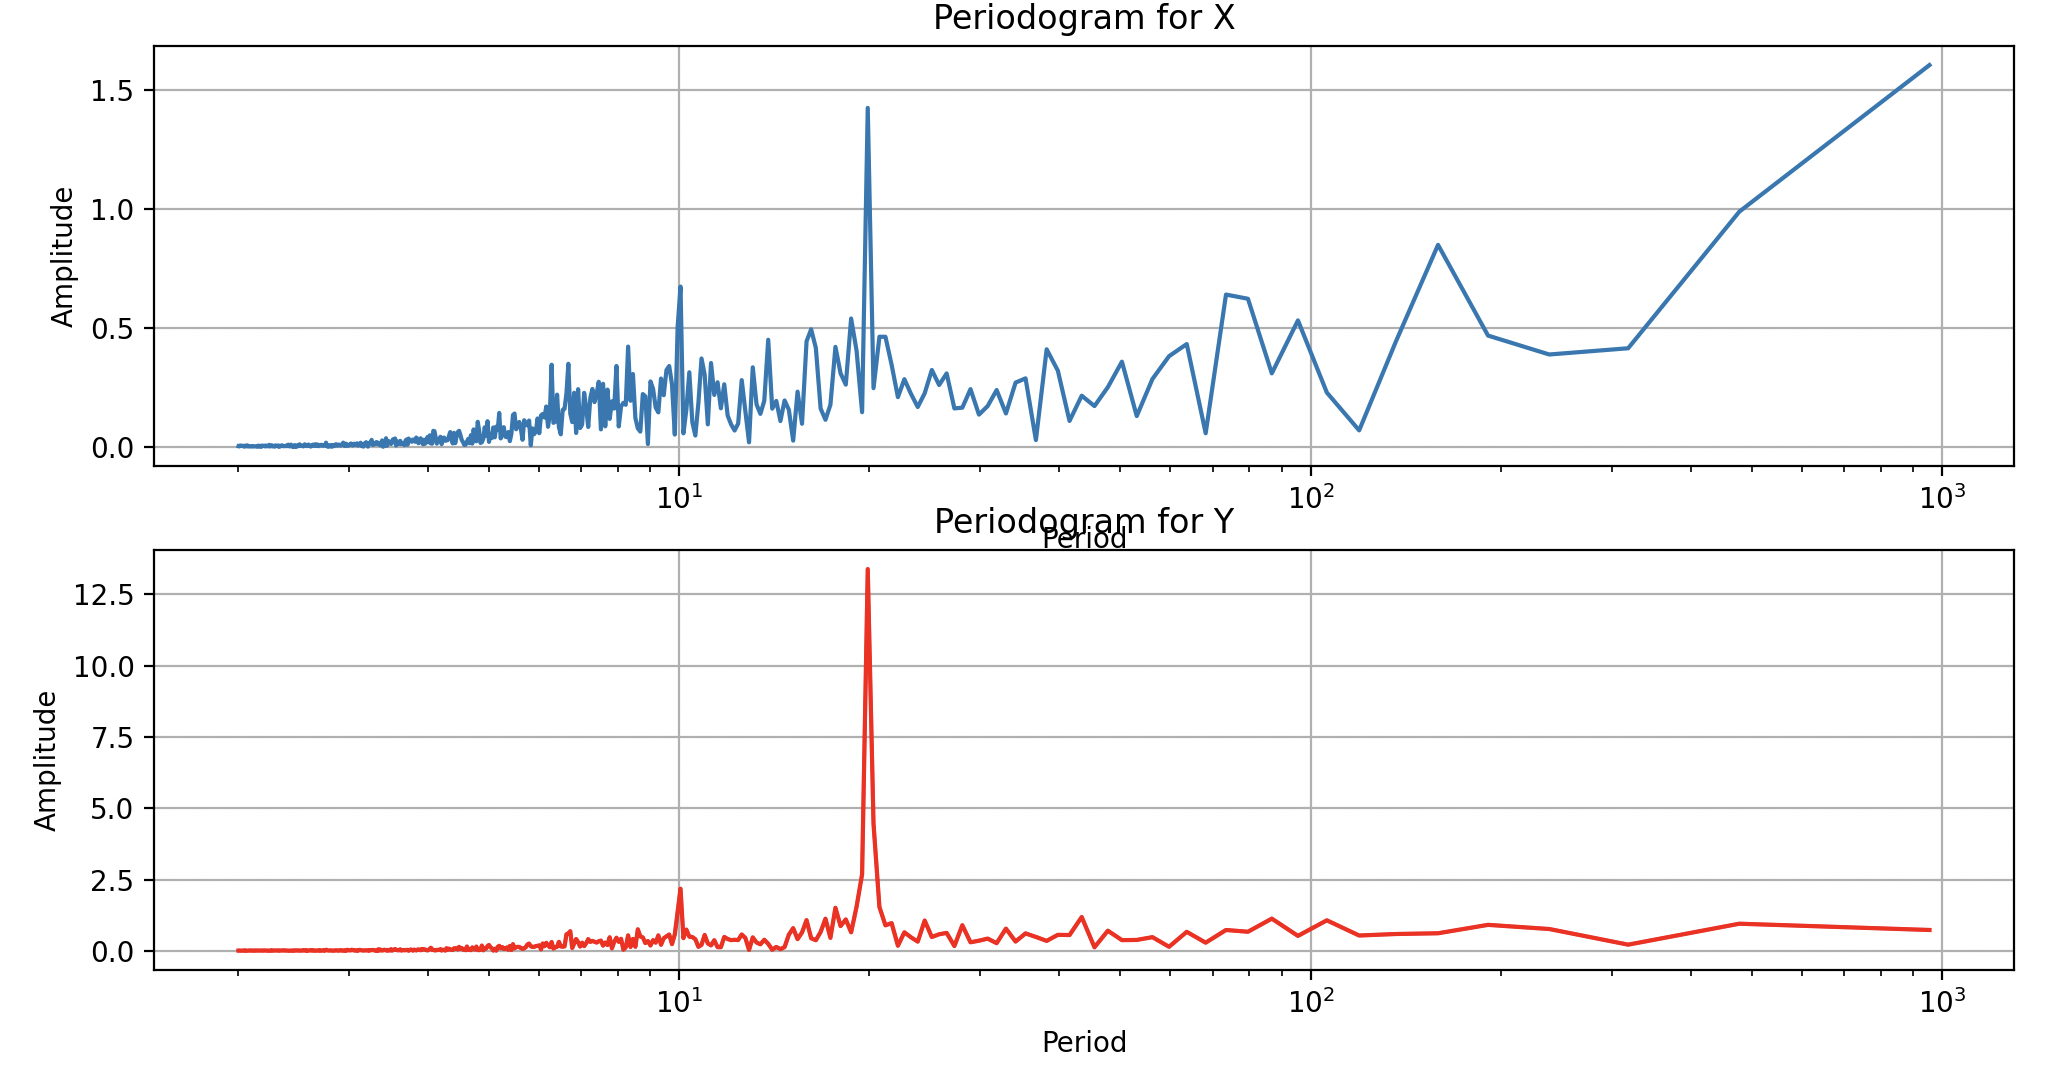 Periodogram for X
Amplitude
1.5
1.0
0.5
0.0
10¹ 10² 10³
Period
Periodogram for Y
Amplitude
12.5
10.0
7.5
5.0
2.5
0.0
10¹ 10² 10³
Period